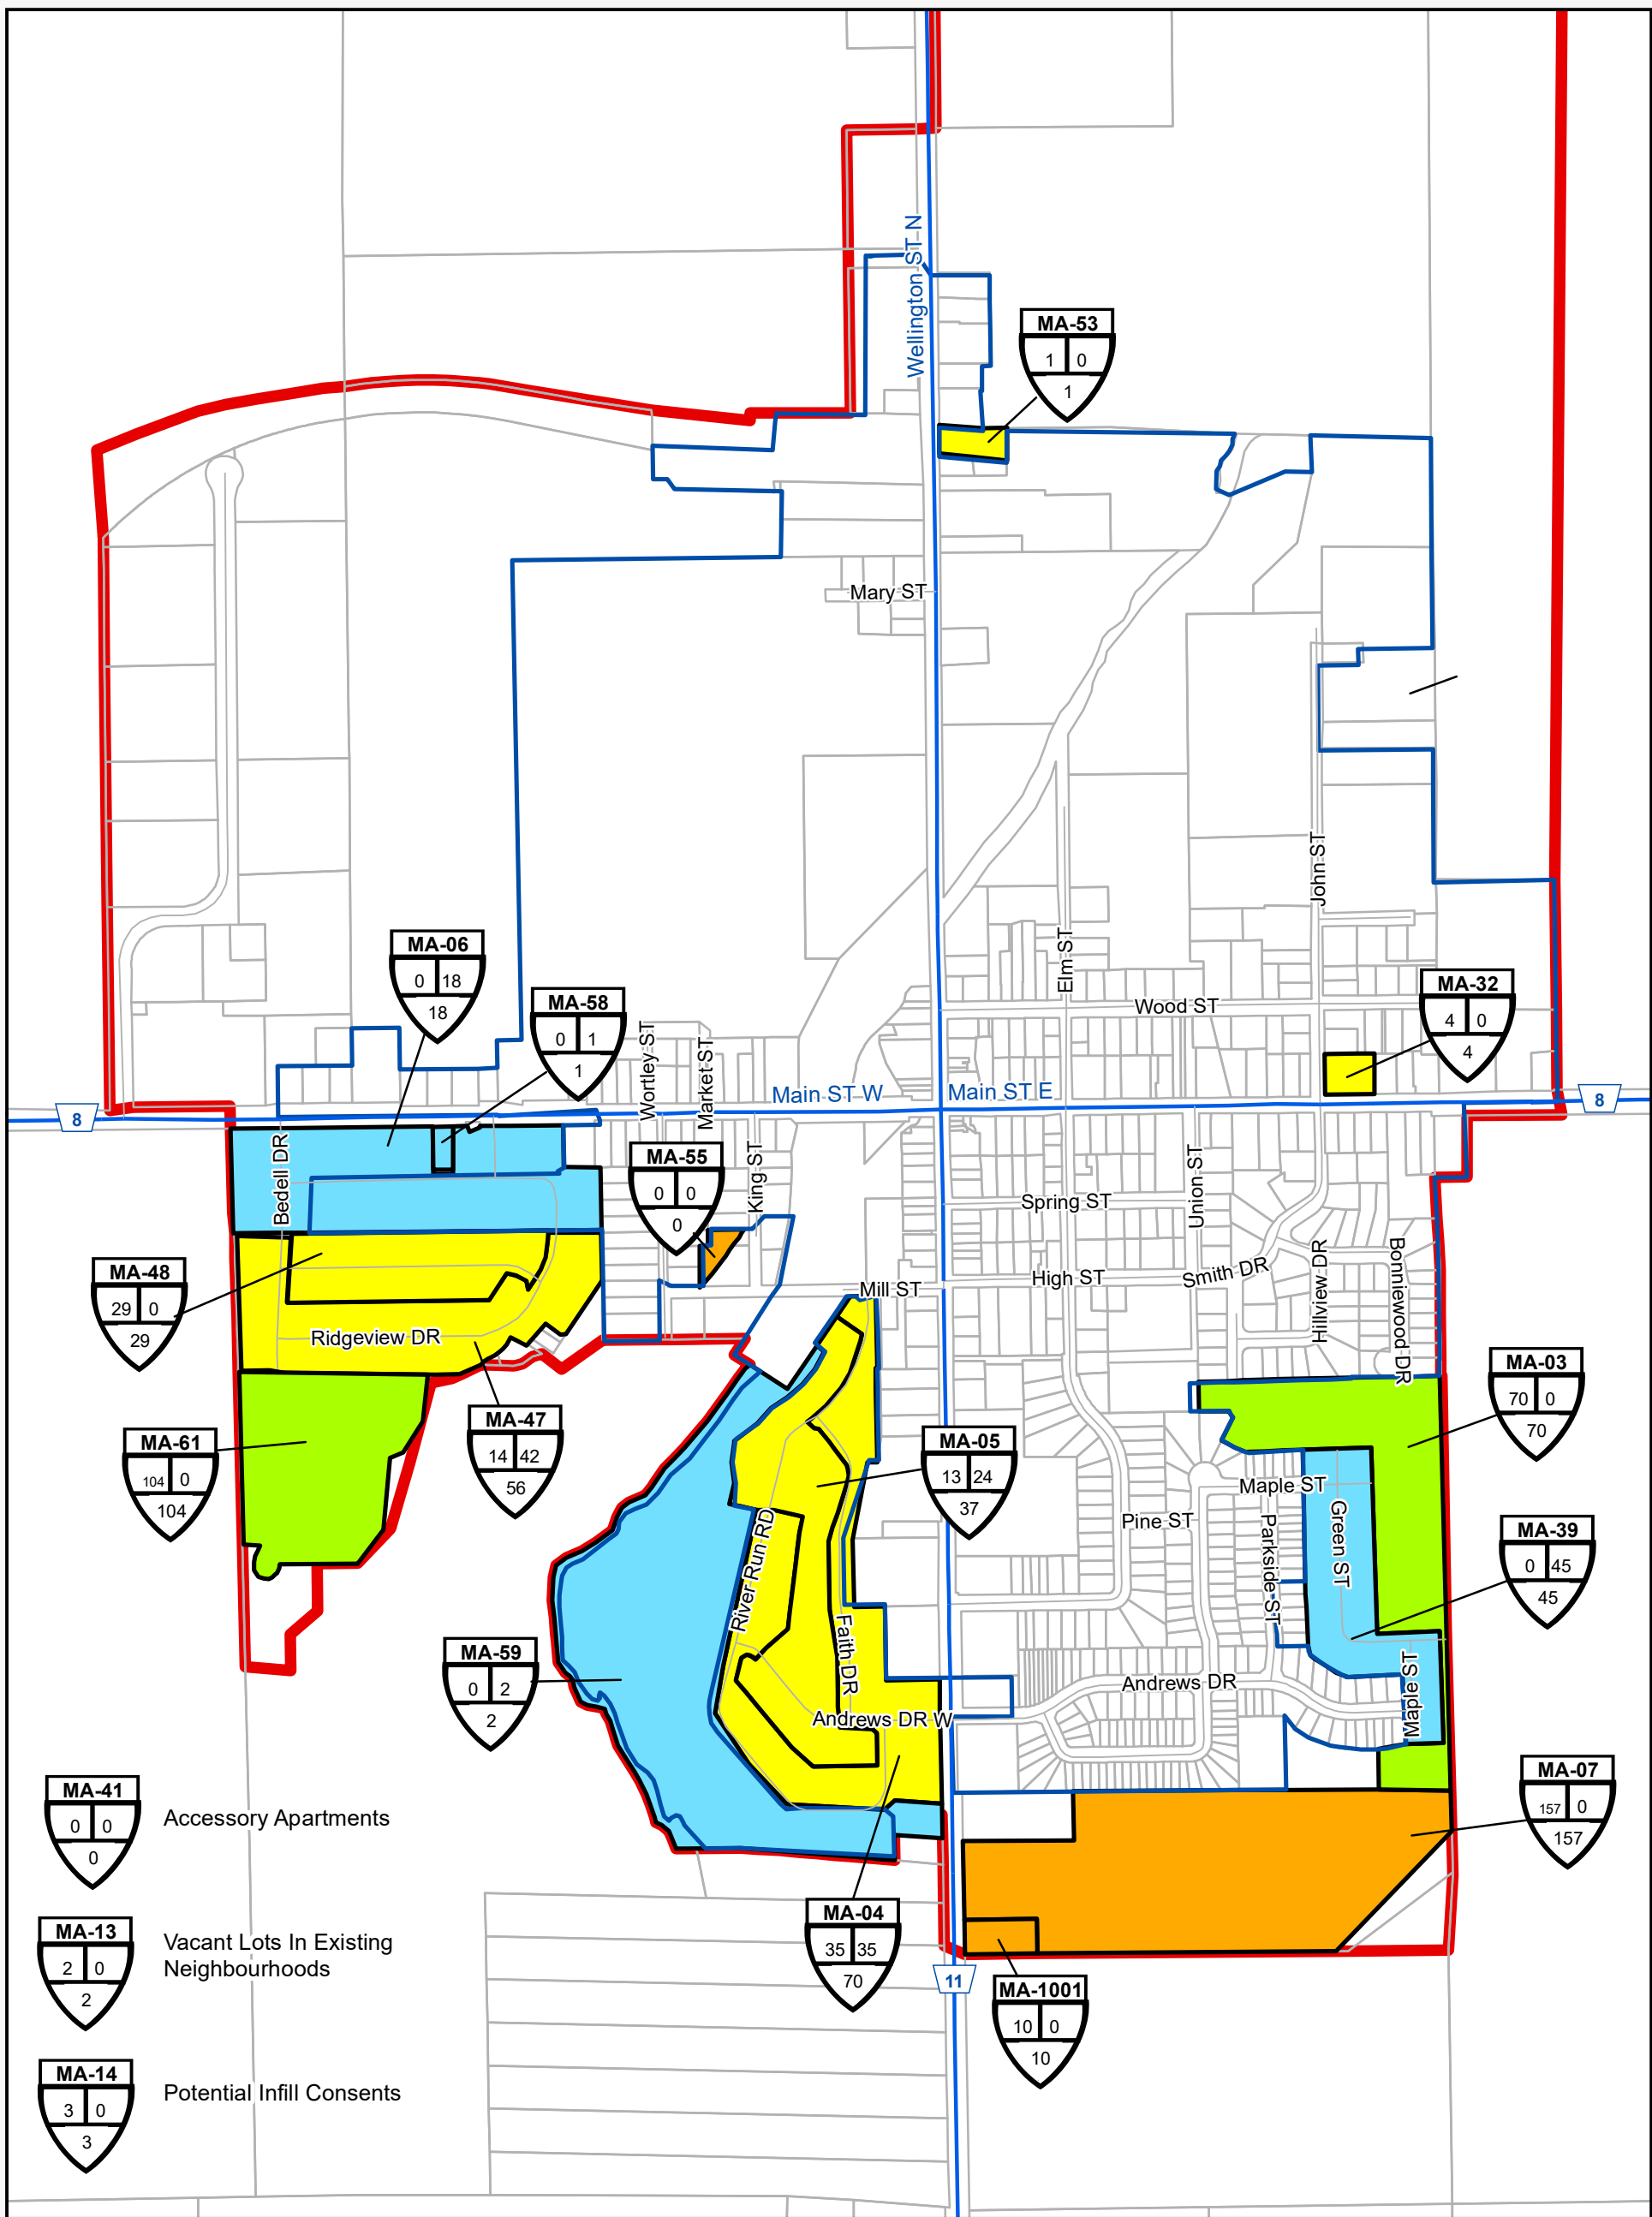 Wellington ST N
MA-53
1 0
1
Mary ST
John ST
Elm ST
MA-06
0 18
18
MA-58
0 1
1
MA-32
4 0
4
Wood ST
Wortley ST
Market ST
Main ST W
Main ST E
8
8
Bedell DR
MA-55
0 0
0
King ST
Union ST
Spring ST
MA-48
29 0
29
Mill ST
High ST
Smith DR
Hillview DR
Bonniewood DR
Ridgeview DR
MA-03
70 0
70
MA-61
104 0
104
MA-47
14 42
56
MA-05
13 24
37
Maple ST
Pine ST
Parkside ST
Green ST
MA-39
0 45
45
River Run RD
Faith DR
MA-59
0 2
2
Andrews DR
Maple ST
Andrews DR W
MA-41
0 0
0
Accessory Apartments
MA-07
157 0
157
MA-04
35 35
70
MA-13
2 0
2
Vacant Lots In Existing
Neighbourhoods
11
MA-1001
10 0
10
MA-14
3 0
3
Potential Infill Consents